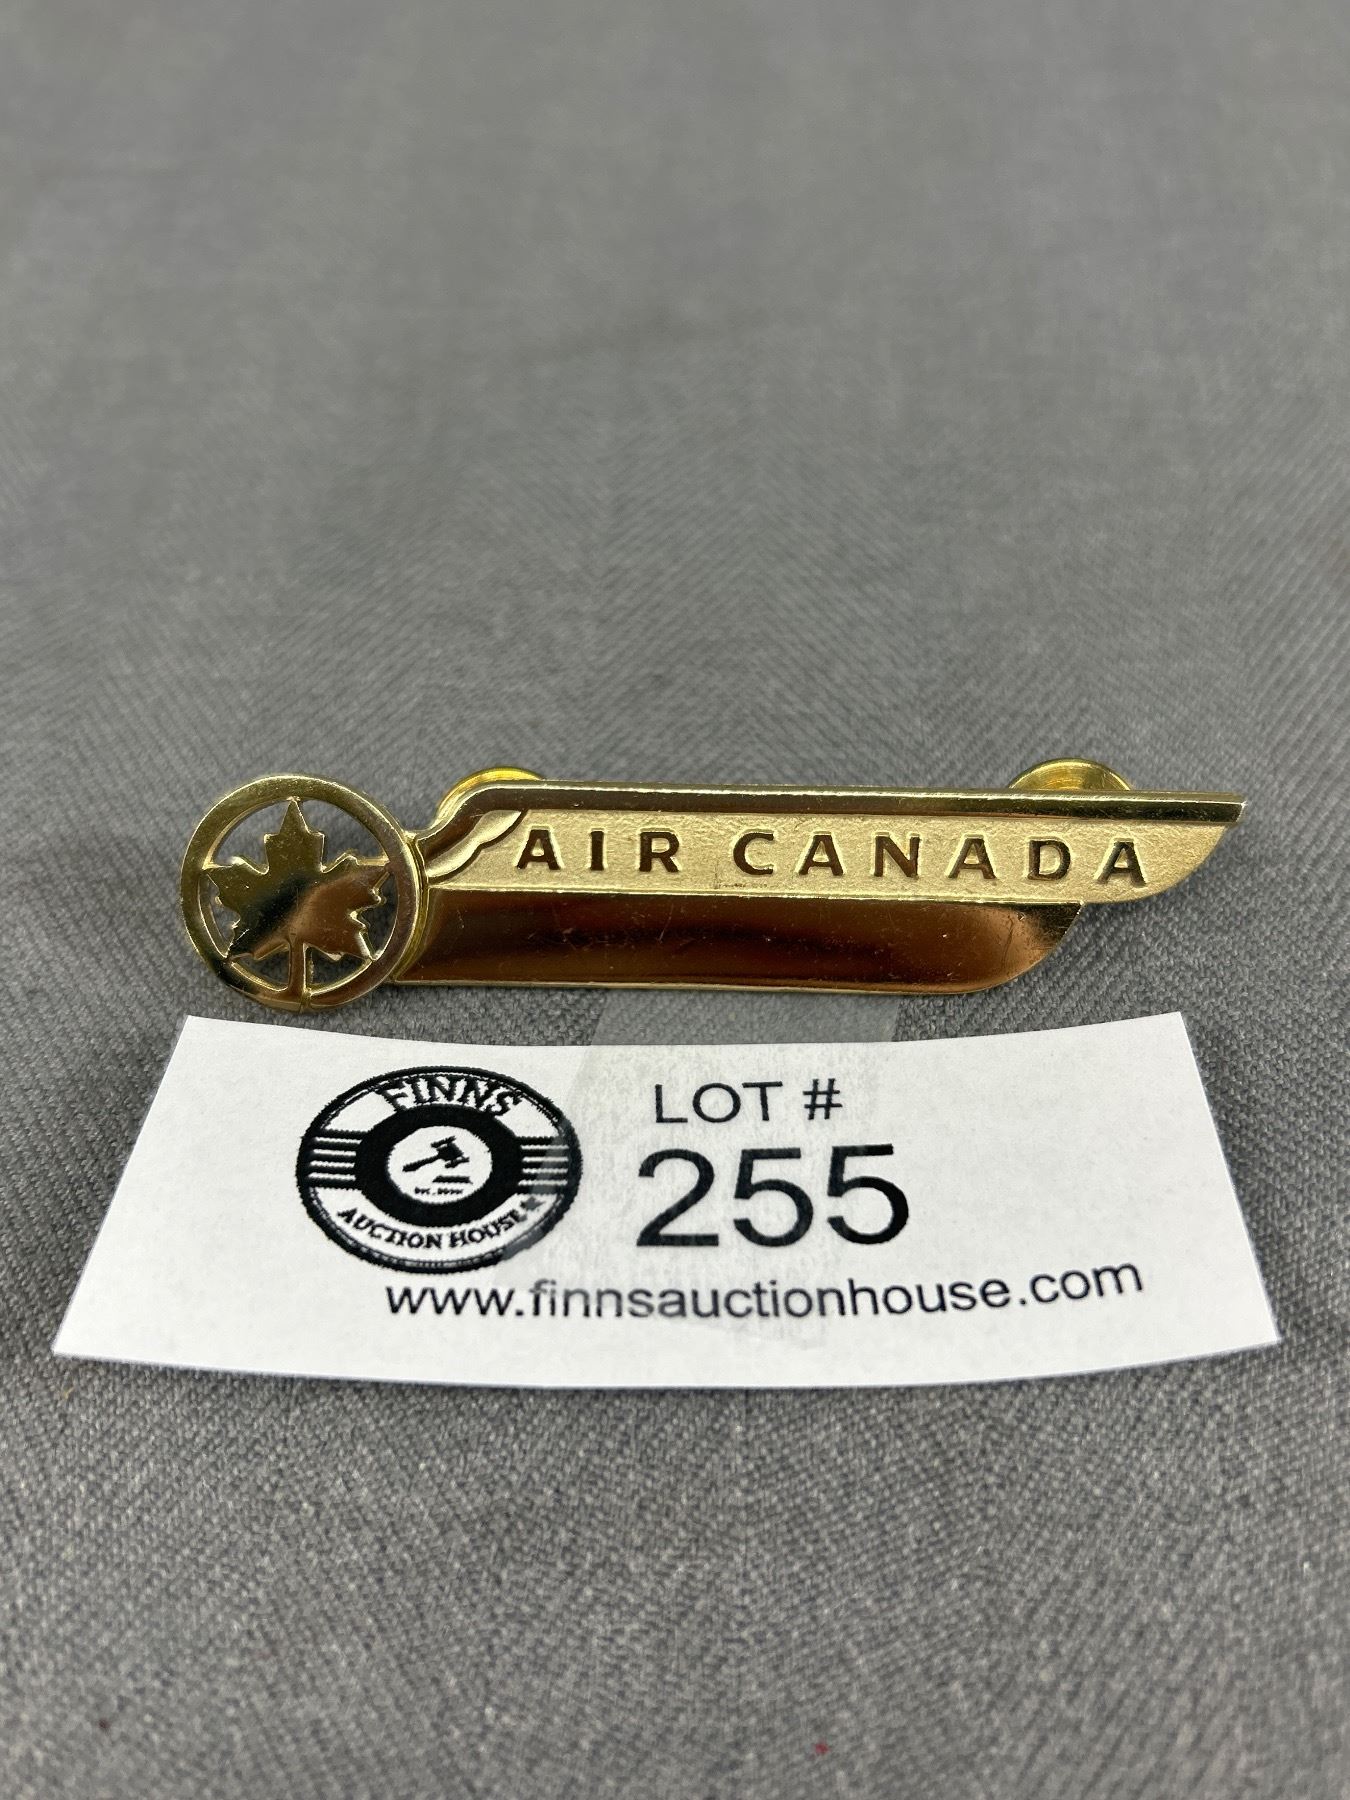 AIR CANADA
FINNS
AUCTION HOUSE
LOT #
255
www.finnsauctionhouse.com